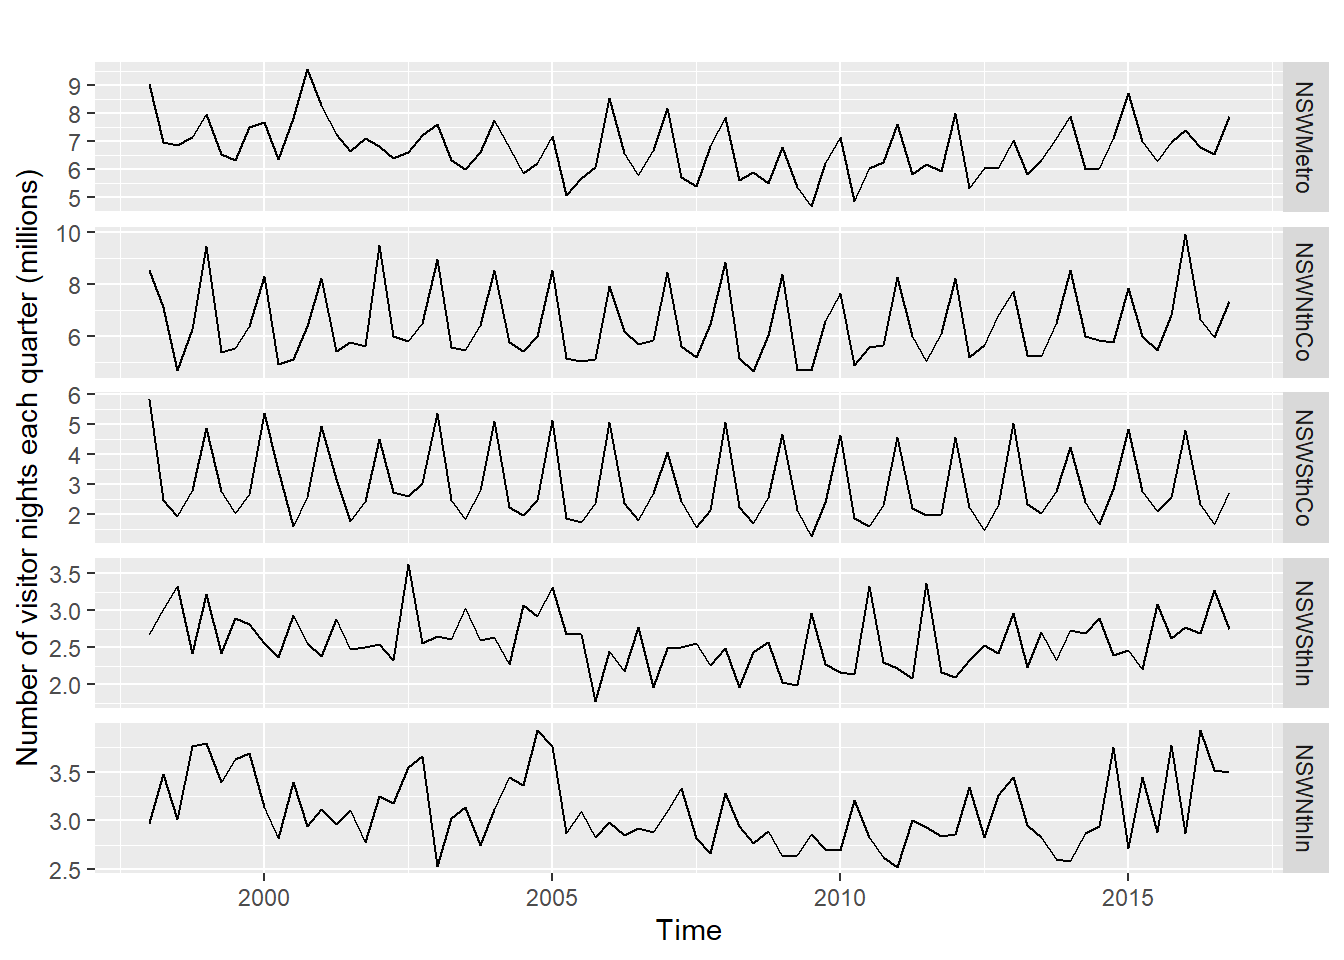 Number of visitor nights each quarter (millions)
9
8
7
6
5
NSWMetro
10
8
6
NSWNthCo
6
5
4
3
2
NSWSthCo
3.5
3.0
2.5
2.0
NSWSthIn
3.5
3.0
2.5
NSWNthIn
2000 2005 2010 2015
Time